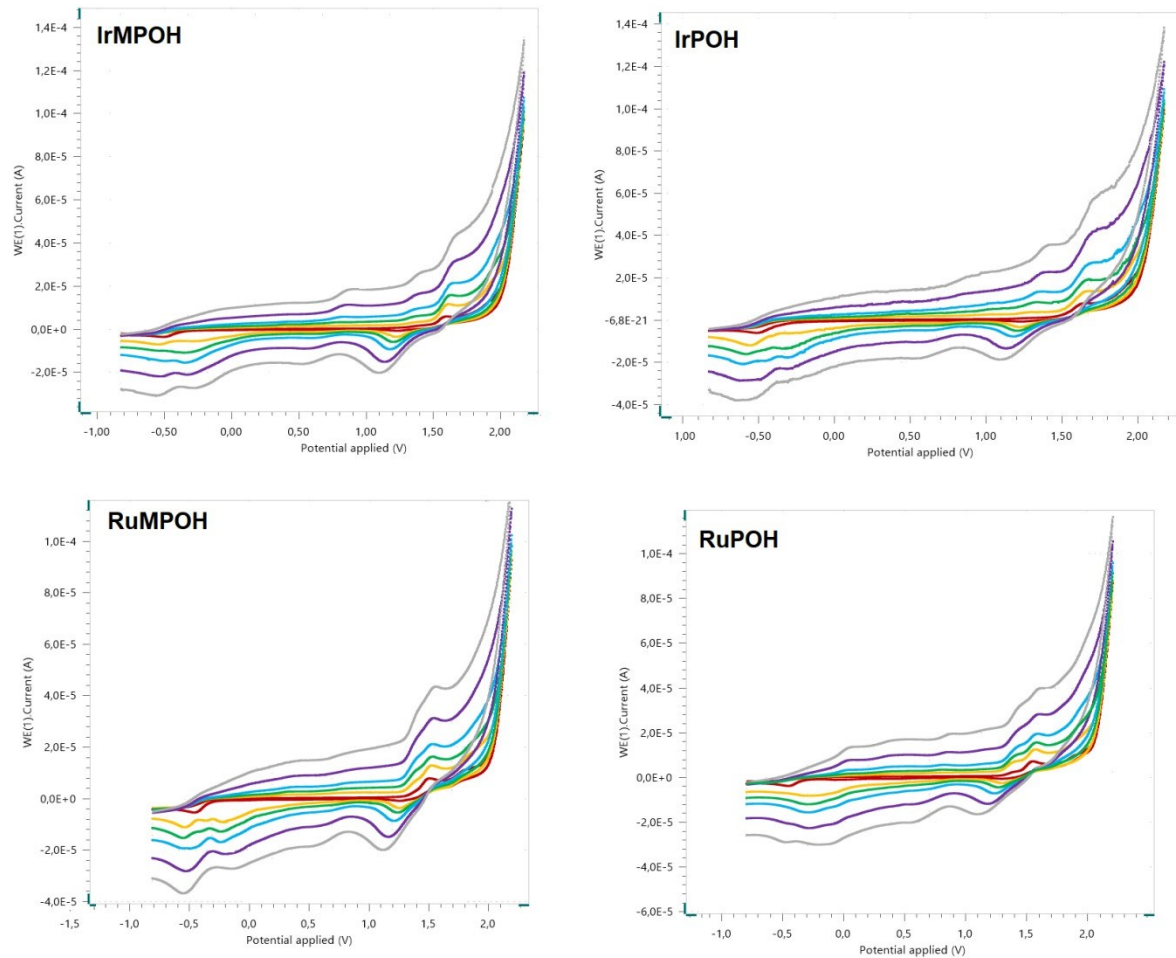 IrMPOH
1,4E-4
1,2E-4
1,0E-4
8,0E-5
6,0E-5
4,0E-5
2,0E-5
0,0E+0
-2,0E-5
WE(1).Current (A)
-1,00 -0,50 0,00 0,50 1,00 1,50 2,00
Potential applied (V)
IrPOH
1,4E-4
1,2E-4
1,0E-4
8,0E-5
6,0E-5
4,0E-5
2,0E-5
-6,8E-21
-2,0E-5
-4,0E-5
WE(1).Current (A)
1,00 -0,50 0,00 0,50 1,00 1,50 2,00
Potential applied (V)
RuMPOH
1,0E-4
8,0E-5
6,0E-5
4,0E-5
2,0E-5
0,0E+0
-2,0E-5
-4,0E-5
WE(1).Current (A)
-1,5 -1,0 -0,5 0,0 0,5 1,0 1,5 2,0
Potential applied (V)
RuPOH
1,0E-4
8,0E-5
6,0E-5
4,0E-5
2,0E-5
0,0E+0
-2,0E-5
-4,0E-5
-6,0E-5
WE(1).Current (A)
-1,0 -0,5 0,0 0,5 1,0 1,5 2,0
Potential applied (V)